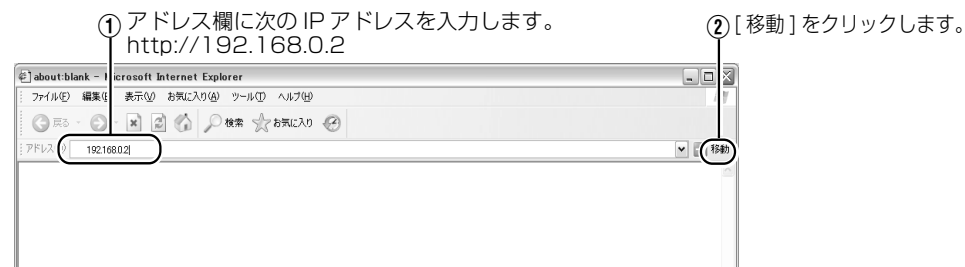 ① アドレス欄に次の IP アドレスを入力します。
http://192.168.0.2
② [ 移動 ] をクリックします。
about:blank - Microsoft Internet Explorer
ファイル(F) 編集(E) 表示(V) お気に入り(A) ツール(T) ヘルプ(H)
戻る 検索 お気に入り
アドレス(D) 192.168.0.2 移動